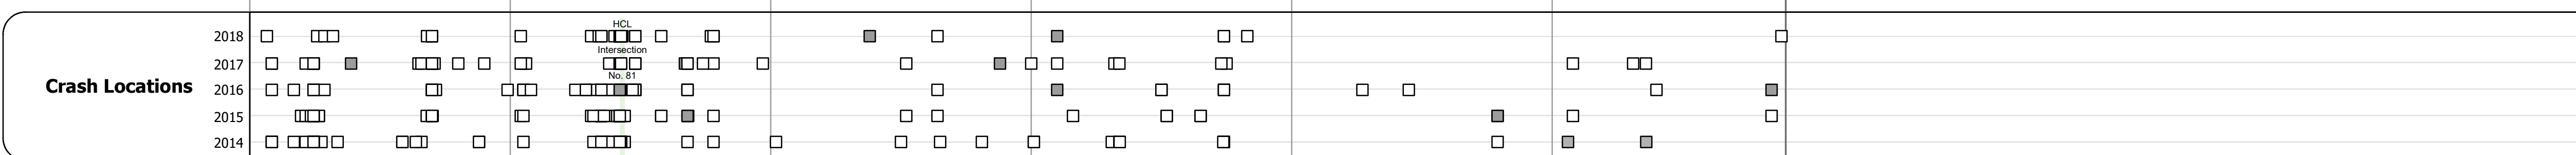 HCL
2018
Intersection
2017
No. 81
Crash Locations
2016
2015
2014